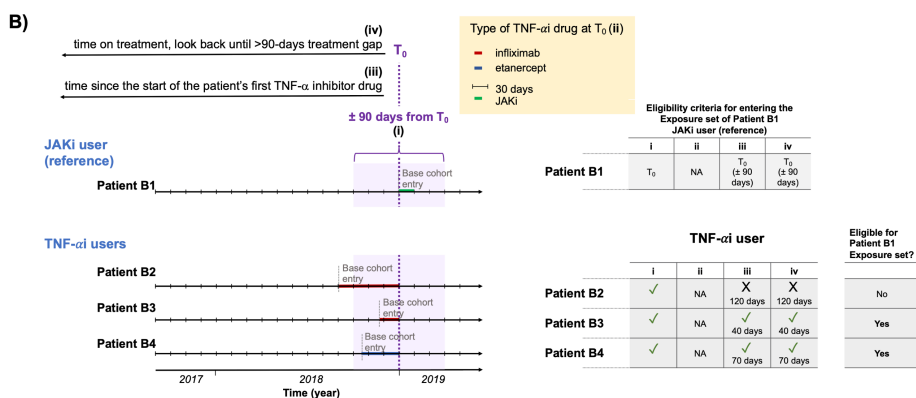 B)
(iv)
time on treatment, look back until >90-days treatment gap
T0
(iii)
time since the start of the patient's first TNF-α inhibitor drug
Type of TNF-αi drug at T0 (ii)
infliximab
etanercept
30 days
JAKi
± 90 days from T0
(i)
JAKi user
(reference)
Base cohort
entry
Patient B1
Eligibility criteria for entering the
Exposure set of Patient B1
JAKi user (reference)
i ii iii iv
Patient B1 T0 NA T0 (± 90 days) T0 (± 90 days)
TNF-αi users
Patient B2
Base cohort
entry
Patient B3
Base cohort
entry
Patient B4
Base cohort
entry
2017 2018 2019
Time (year)
TNF-αi user
Eligible for
Patient B1
Exposure set?
i ii iii iv
Patient B2 ✓ NA X 120 days X 120 days No
Patient B3 ✓ NA ✓ 40 days ✓ 40 days Yes
Patient B4 ✓ NA ✓ 70 days ✓ 70 days Yes